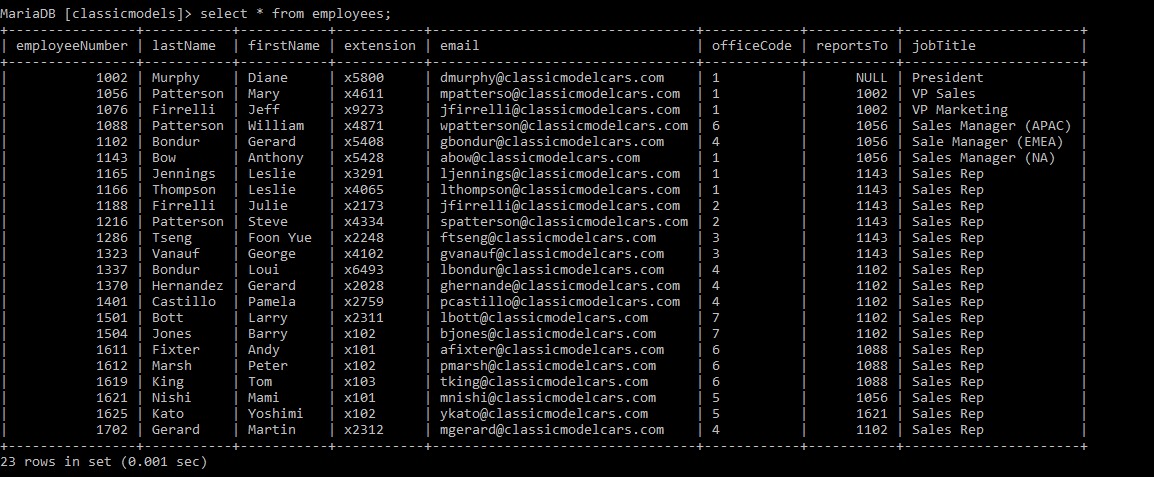 MariaDB [classicmodels]> select * from employees;
+----------------+-----------+-----------+-----------+--------------------------------+------------+-----------+----------------------+
| employeeNumber | lastName  | firstName | extension | email                          | officeCode | reportsTo | jobTitle             |
+----------------+-----------+-----------+-----------+--------------------------------+------------+-----------+----------------------+
|           1002 | Murphy    | Diane     | x5800     | dmurphy@classicmodelcars.com   | 1          |      NULL | President            |
|           1056 | Patterson | Mary      | x4611     | mpatterso@classicmodelcars.com | 1          |      1002 | VP Sales             |
|           1076 | Firrelli  | Jeff      | x9273     | jfirrelli@classicmodelcars.com | 1          |      1002 | VP Marketing         |
|           1088 | Patterson | William   | x4871     | wpatterson@classicmodelcars.com | 6          |      1056 | Sales Manager (APAC) |
|           1102 | Bondur    | Gerard    | x5408     | gbondur@classicmodelcars.com   | 4          |      1056 | Sale Manager (EMEA)  |
|           1143 | Bow       | Anthony   | x5428     | abow@classicmodelcars.com      | 1          |      1056 | Sales Manager (NA)   |
|           1165 | Jennings  | Leslie    | x3291     | ljennings@classicmodelcars.com | 1          |      1143 | Sales Rep            |
|           1166 | Thompson  | Leslie    | x4065     | lthompson@classicmodelcars.com | 1          |      1143 | Sales Rep            |
|           1188 | Firrelli  | Julie     | x2173     | jfirrelli@classicmodelcars.com | 2          |      1143 | Sales Rep            |
|           1216 | Patterson | Steve     | x4334     | spatterson@classicmodelcars.com | 2          |      1143 | Sales Rep            |
|           1286 | Tseng     | Foon Yue  | x2248     | ftseng@classicmodelcars.com    | 3          |      1143 | Sales Rep            |
|           1323 | Vanauf    | George    | x4102     | gvanauf@classicmodelcars.com   | 3          |      1143 | Sales Rep            |
|           1337 | Bondur    | Loui      | x6493     | lbondur@classicmodelcars.com   | 4          |      1102 | Sales Rep            |
|           1370 | Hernandez | Gerard    | x2028     | ghernande@classicmodelcars.com | 4          |      1102 | Sales Rep            |
|           1401 | Castillo  | Pamela    | x2759     | pcastillo@classicmodelcars.com | 4          |      1102 | Sales Rep            |
|           1501 | Bott      | Larry     | x2311     | lbott@classicmodelcars.com     | 7          |      1102 | Sales Rep            |
|           1504 | Jones     | Barry     | x102      | bjones@classicmodelcars.com    | 7          |      1102 | Sales Rep            |
|           1611 | Fixter    | Andy      | x101      | afixter@classicmodelcars.com   | 6          |      1088 | Sales Rep            |
|           1612 | Marsh     | Peter     | x102      | pmarsh@classicmodelcars.com    | 6          |      1088 | Sales Rep            |
|           1619 | King      | Tom       | x103      | tking@classicmodelcars.com     | 6          |      1088 | Sales Rep            |
|           1621 | Nishi     | Mami      | x101      | mnishi@classicmodelcars.com    | 5          |      1056 | Sales Rep            |
|           1625 | Kato      | Yoshimi   | x102      | ykato@classicmodelcars.com     | 5          |      1621 | Sales Rep            |
|           1702 | Gerard    | Martin    | x2312     | mgerard@classicmodelcars.com   | 4          |      1102 | Sales Rep            |
+----------------+-----------+-----------+-----------+--------------------------------+------------+-----------+----------------------+
23 rows in set (0.001 sec)